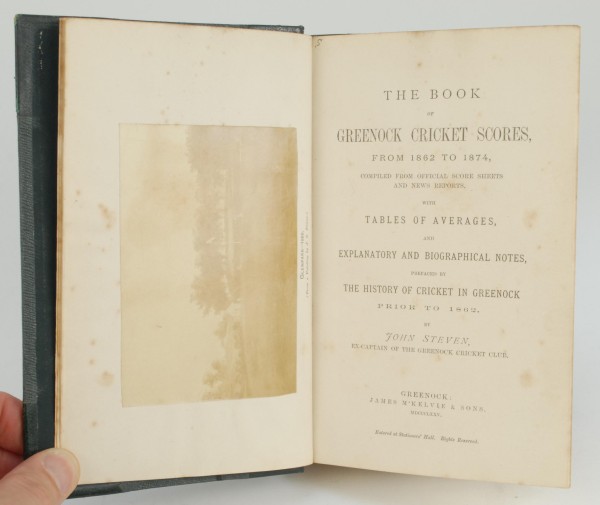 THE BOOK
OF
GREENOCK CRICKET SCORES,
FROM 1862 TO 1874,
COMPILED FROM OFFICIAL SCORE SHEETS
AND NEWS REPORTS,
WITH
TABLES OF AVERAGES,
AND
EXPLANATORY AND BIOGRAPHICAL NOTES,
PREFACED BY
THE HISTORY OF CRICKET IN GREENOCK
PRIOR TO 1862.
BY
JOHN STEVEN,
EX-CAPTAIN OF THE GREENOCK CRICKET CLUB.
GREENOCK:
JAMES M'KELVIE & SONS.
MDCCCLXXV.
Entered at Stationers' Hall. Rights Reserved.